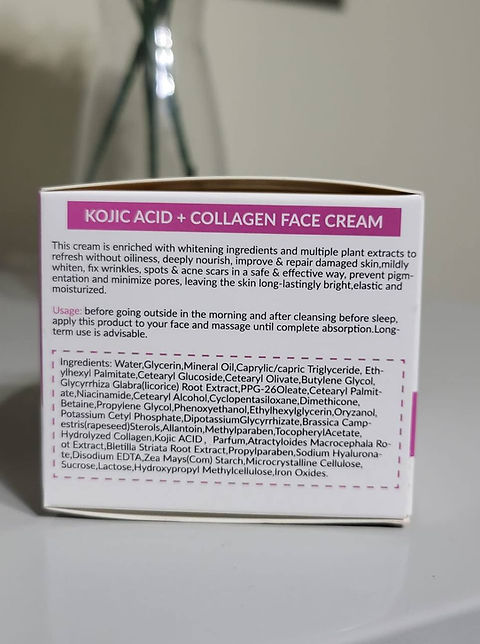 KOJIC ACID + COLLAGEN FACE CREAM
This cream is enriched with whitening ingredients and multiple plant extracts to
refresh without oiliness, deeply nourish, improve & repair damaged skin,mildly
whiten, fix wrinkles, spots & acne scars in a safe & effective way, prevent pigm-
entation and minimize pores, leaving the skin long-lastingly bright,elastic and
moisturized.
Usage: before going outside in the morning and after cleansing before sleep,
apply this product to your face and massage until complete absorption.Long-
term use is advisable.
Ingredients: Water,Glycerin,Mineral Oil,Caprylic/capric Triglyceride, Eth-
ylhexyl Palmitate,Cetearyl Glucoside,Cetearyl Olivate,Butylene Glycol,
Glycyrrhiza Glabra(licorice) Root Extract,PPG-26Oleate,Cetearyl Palmit-
ate,Niacinamide,Cetearyl Alcohol,Cyclopentasiloxane,Dimethicone,
Betaine,Propylene Glycol,Phenoxyethanol,Ethylhexylglycerin,Oryzanol,
Potassium Cetyl Phosphate,DipotassiumGlycyrrhizate,Brassica Camp-
estris(rapeseed)Sterols,Allantoin,Methylparaben,TocopherylAcetate,
Hydrolyzed Collagen,Kojic ACID, Parfum,Atractyloides Macrocephala Ro-
ot Extract,Bletilla Striata Root Extract,Propylparaben,Sodium Hyalurona-
te,Disodium EDTA,Zea Mays(Corn) Starch,Microcrystalline Cellulose,
Sucrose,Lactose,Hydroxypropyl Methylcellulose,Iron Oxides.